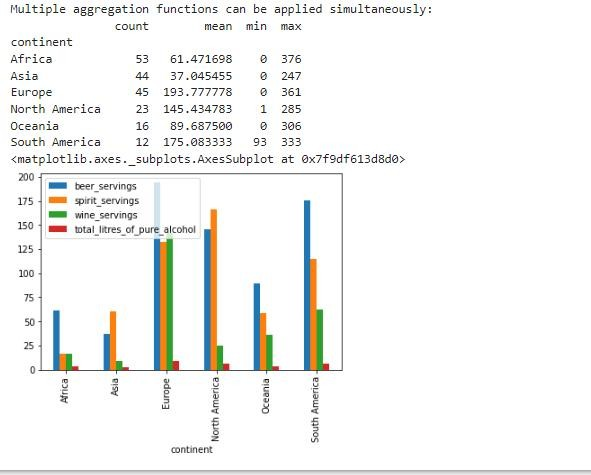 Multiple aggregation functions can be applied simultaneously:
count mean min max
continent
Africa 53 61.471698 0 376
Asia 44 37.045455 0 247
Europe 45 193.777778 0 361
North America 23 145.434783 1 285
Oceania 16 89.687500 0 306
South America 12 175.083333 93 333
<matplotlib.axes._subplots.AxesSubplot at 0x7f9df613d8d0>
200
175
150
125
100
75
50
25
0
beer_servings
spirit_servings
wine_servings
total_litres_of_pure_alcohol
Africa
Asia
Europe
North America
Oceania
South America
continent